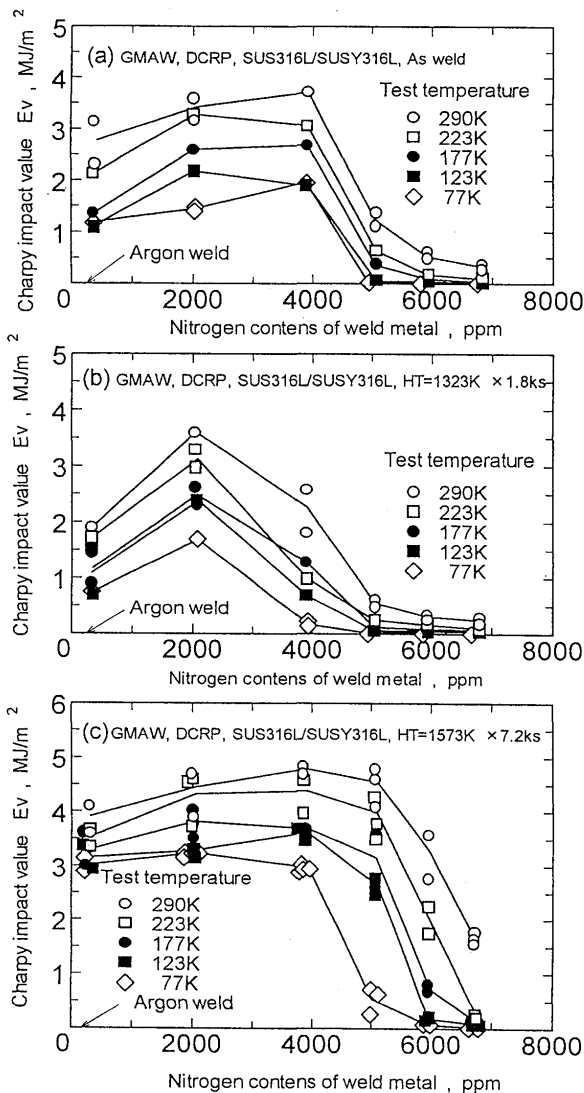 5
(a) GMAW, DCRP, SUS316L/SUSY316L, As weld
4
3
2
1
Charpy impact value Ev , MJ/m 2
Test temperature
290K
223K
177K
123K
77K
Argon weld
0 2000 4000 6000 8000
Nitrogen contens of weld metal , ppm
5
(b) GMAW, DCRP, SUS316L/SUSY316L, HT=1323K ×1.8ks
4
3
2
1
Charpy impact value Ev , MJ/m 2
Test temperature
290K
223K
177K
123K
77K
Argon weld
0 2000 4000 6000 8000
Nitrogen contens of weld metal , ppm
6
(c) GMAW, DCRP, SUS316L/SUSY316L, HT=1573K ×7.2ks
5
4
3
2
1
Charpy impact value Ev , MJ/m 2
Test temperature
290K
223K
177K
123K
77K
Argon weld
0 2000 4000 6000 8000
Nitrogen contens of weld metal , ppm